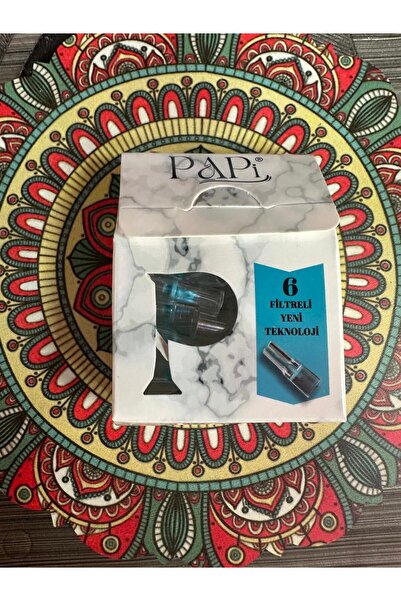 PAPi®
6
FİLTRELİ
YENİ
TEKNOLOJİ